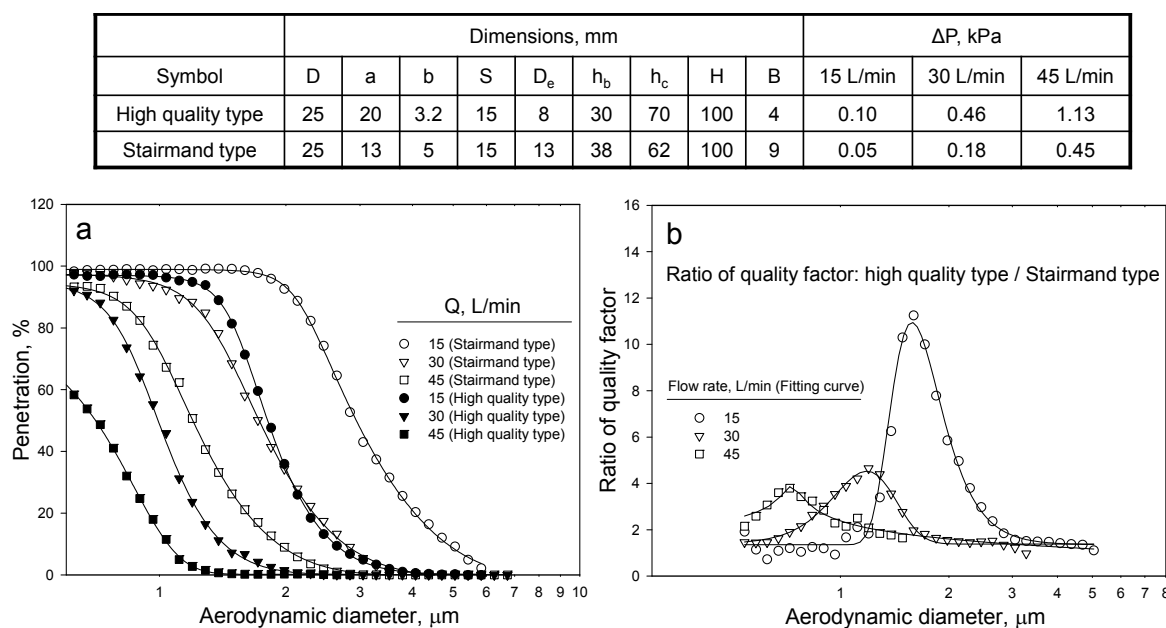 Dimensions, mm ΔP, kPa
Symbol D a b S Dₑ h_b h_c H B 15 L/min 30 L/min 45 L/min
High quality type 25 20 3.2 15 8 30 70 100 4 0.10 0.46 1.13
Stairmand type 25 13 5 15 13 38 62 100 9 0.05 0.18 0.45
a
Penetration, %
120
100
80
60
40
20
0
Q, L/min
15 (Stairmand type)
30 (Stairmand type)
45 (Stairmand type)
15 (High quality type)
30 (High quality type)
45 (High quality type)
1 2 3 4 5 6 7 8 9 10
Aerodynamic diameter, μm
b
Ratio of quality factor: high quality type / Stairmand type
Ratio of quality factor
16
14
12
10
8
6
4
2
0
Flow rate, L/min (Fitting curve)
15
30
45
1 2 3 4 5 6 7 8
Aerodynamic diameter, μm